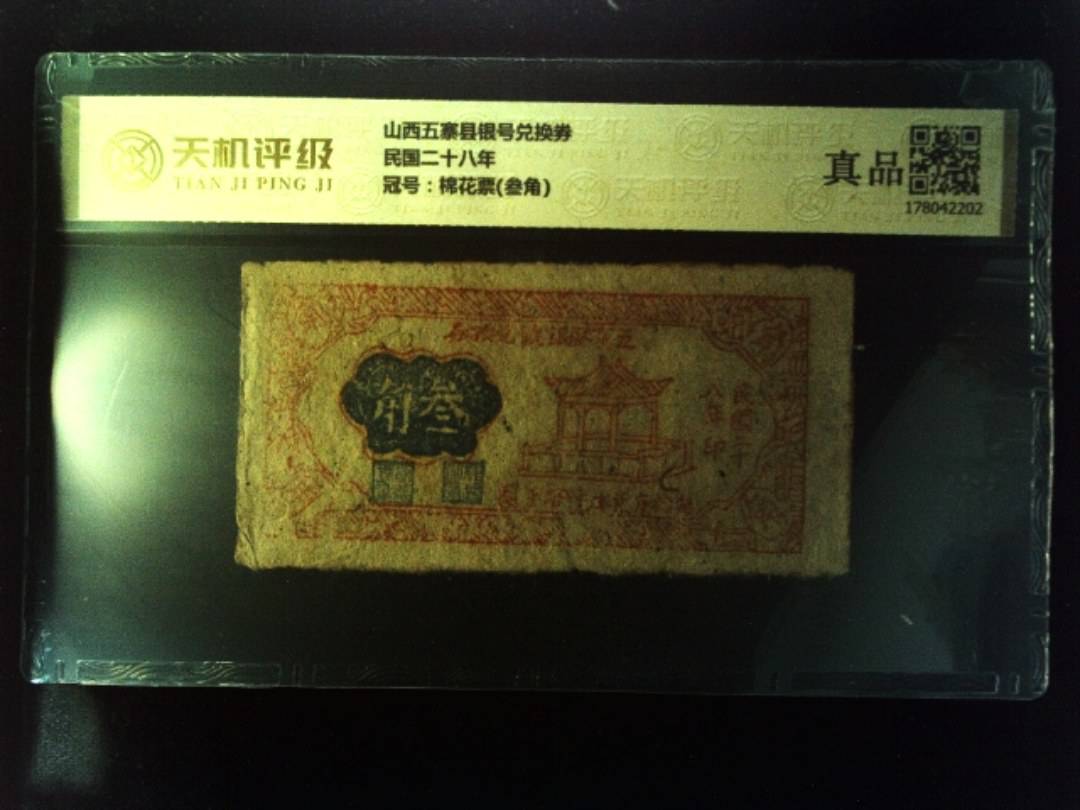 天机评级
TIAN JI PING JI
山西五寨县银号兑换券
民国二十八年
冠号：棉花票(叁角)
真品
178042202
角叁